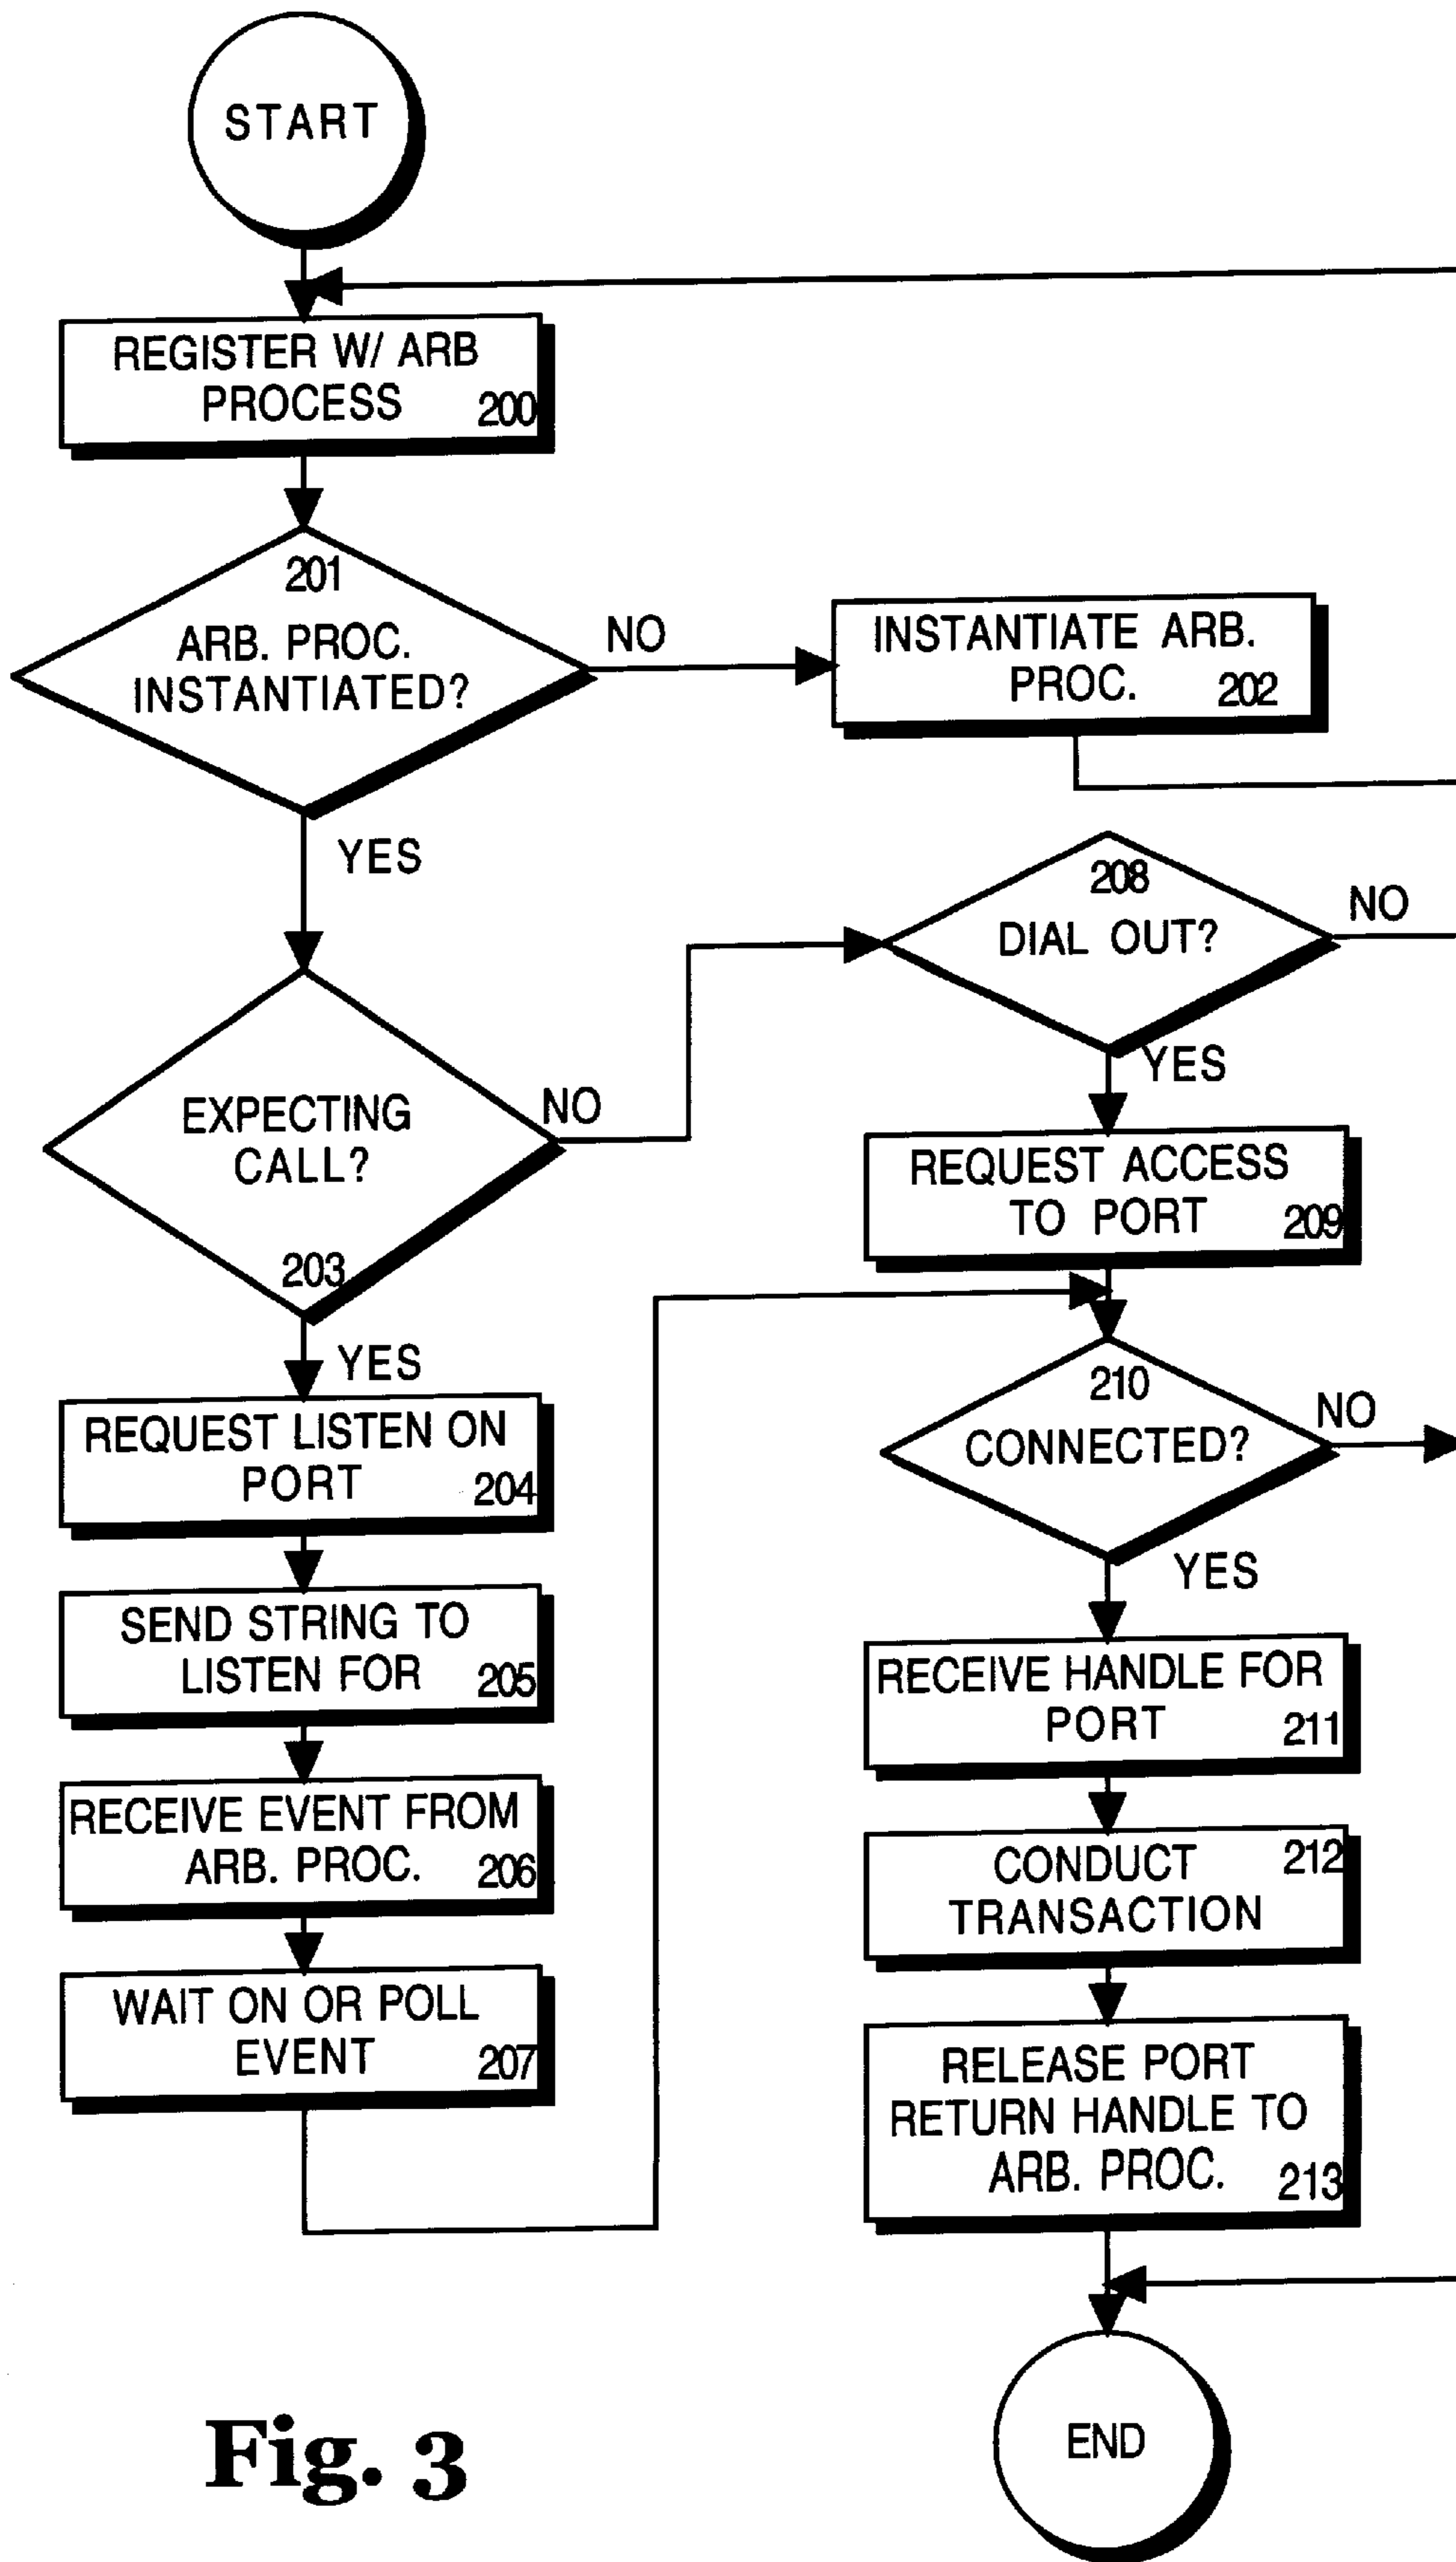 START
REGISTER W/ ARB
PROCESS 200
201
ARB. PROC.
INSTANTIATED?
NO
INSTANTIATE ARB.
PROC. 202
YES
EXPECTING
CALL?
203
NO
208
DIAL OUT?
NO
YES
REQUEST ACCESS
TO PORT 209
YES
REQUEST LISTEN ON
PORT 204
SEND STRING TO
LISTEN FOR 205
RECEIVE EVENT FROM
ARB. PROC. 206
WAIT ON OR POLL
EVENT 207
210
CONNECTED?
NO
YES
RECEIVE HANDLE FOR
PORT 211
CONDUCT 212
TRANSACTION
RELEASE PORT
RETURN HANDLE TO
ARB. PROC. 213
END
Fig. 3